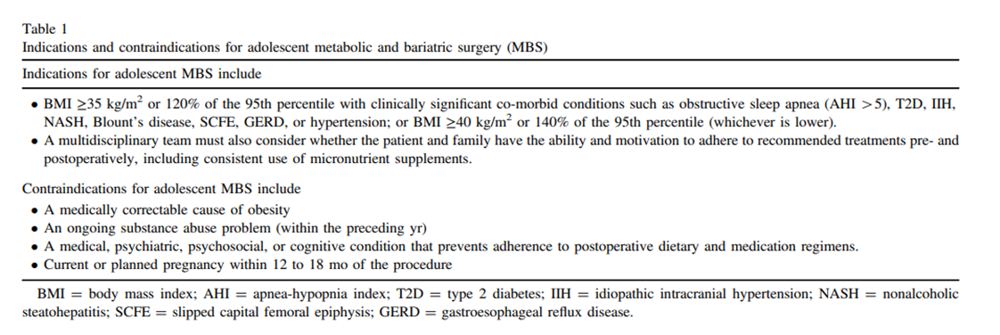 Table 1
Indications and contraindications for adolescent metabolic and bariatric surgery (MBS)
Indications for adolescent MBS include
• BMI ≥35 kg/m² or 120% of the 95th percentile with clinically significant co-morbid conditions such as obstructive sleep apnea (AHI >5), T2D, IIH,
NASH, Blount's disease, SCFE, GERD, or hypertension; or BMI ≥40 kg/m² or 140% of the 95th percentile (whichever is lower).
• A multidisciplinary team must also consider whether the patient and family have the ability and motivation to adhere to recommended treatments pre- and
postoperatively, including consistent use of micronutrient supplements.
Contraindications for adolescent MBS include
• A medically correctable cause of obesity
• An ongoing substance abuse problem (within the preceding yr)
• A medical, psychiatric, psychosocial, or cognitive condition that prevents adherence to postoperative dietary and medication regimens.
• Current or planned pregnancy within 12 to 18 mo of the procedure
BMI = body mass index; AHI = apnea-hypopnia index; T2D = type 2 diabetes; IIH = idiopathic intracranial hypertension; NASH = nonalcoholic
steatohepatitis; SCFE = slipped capital femoral epiphysis; GERD = gastroesophageal reflux disease.